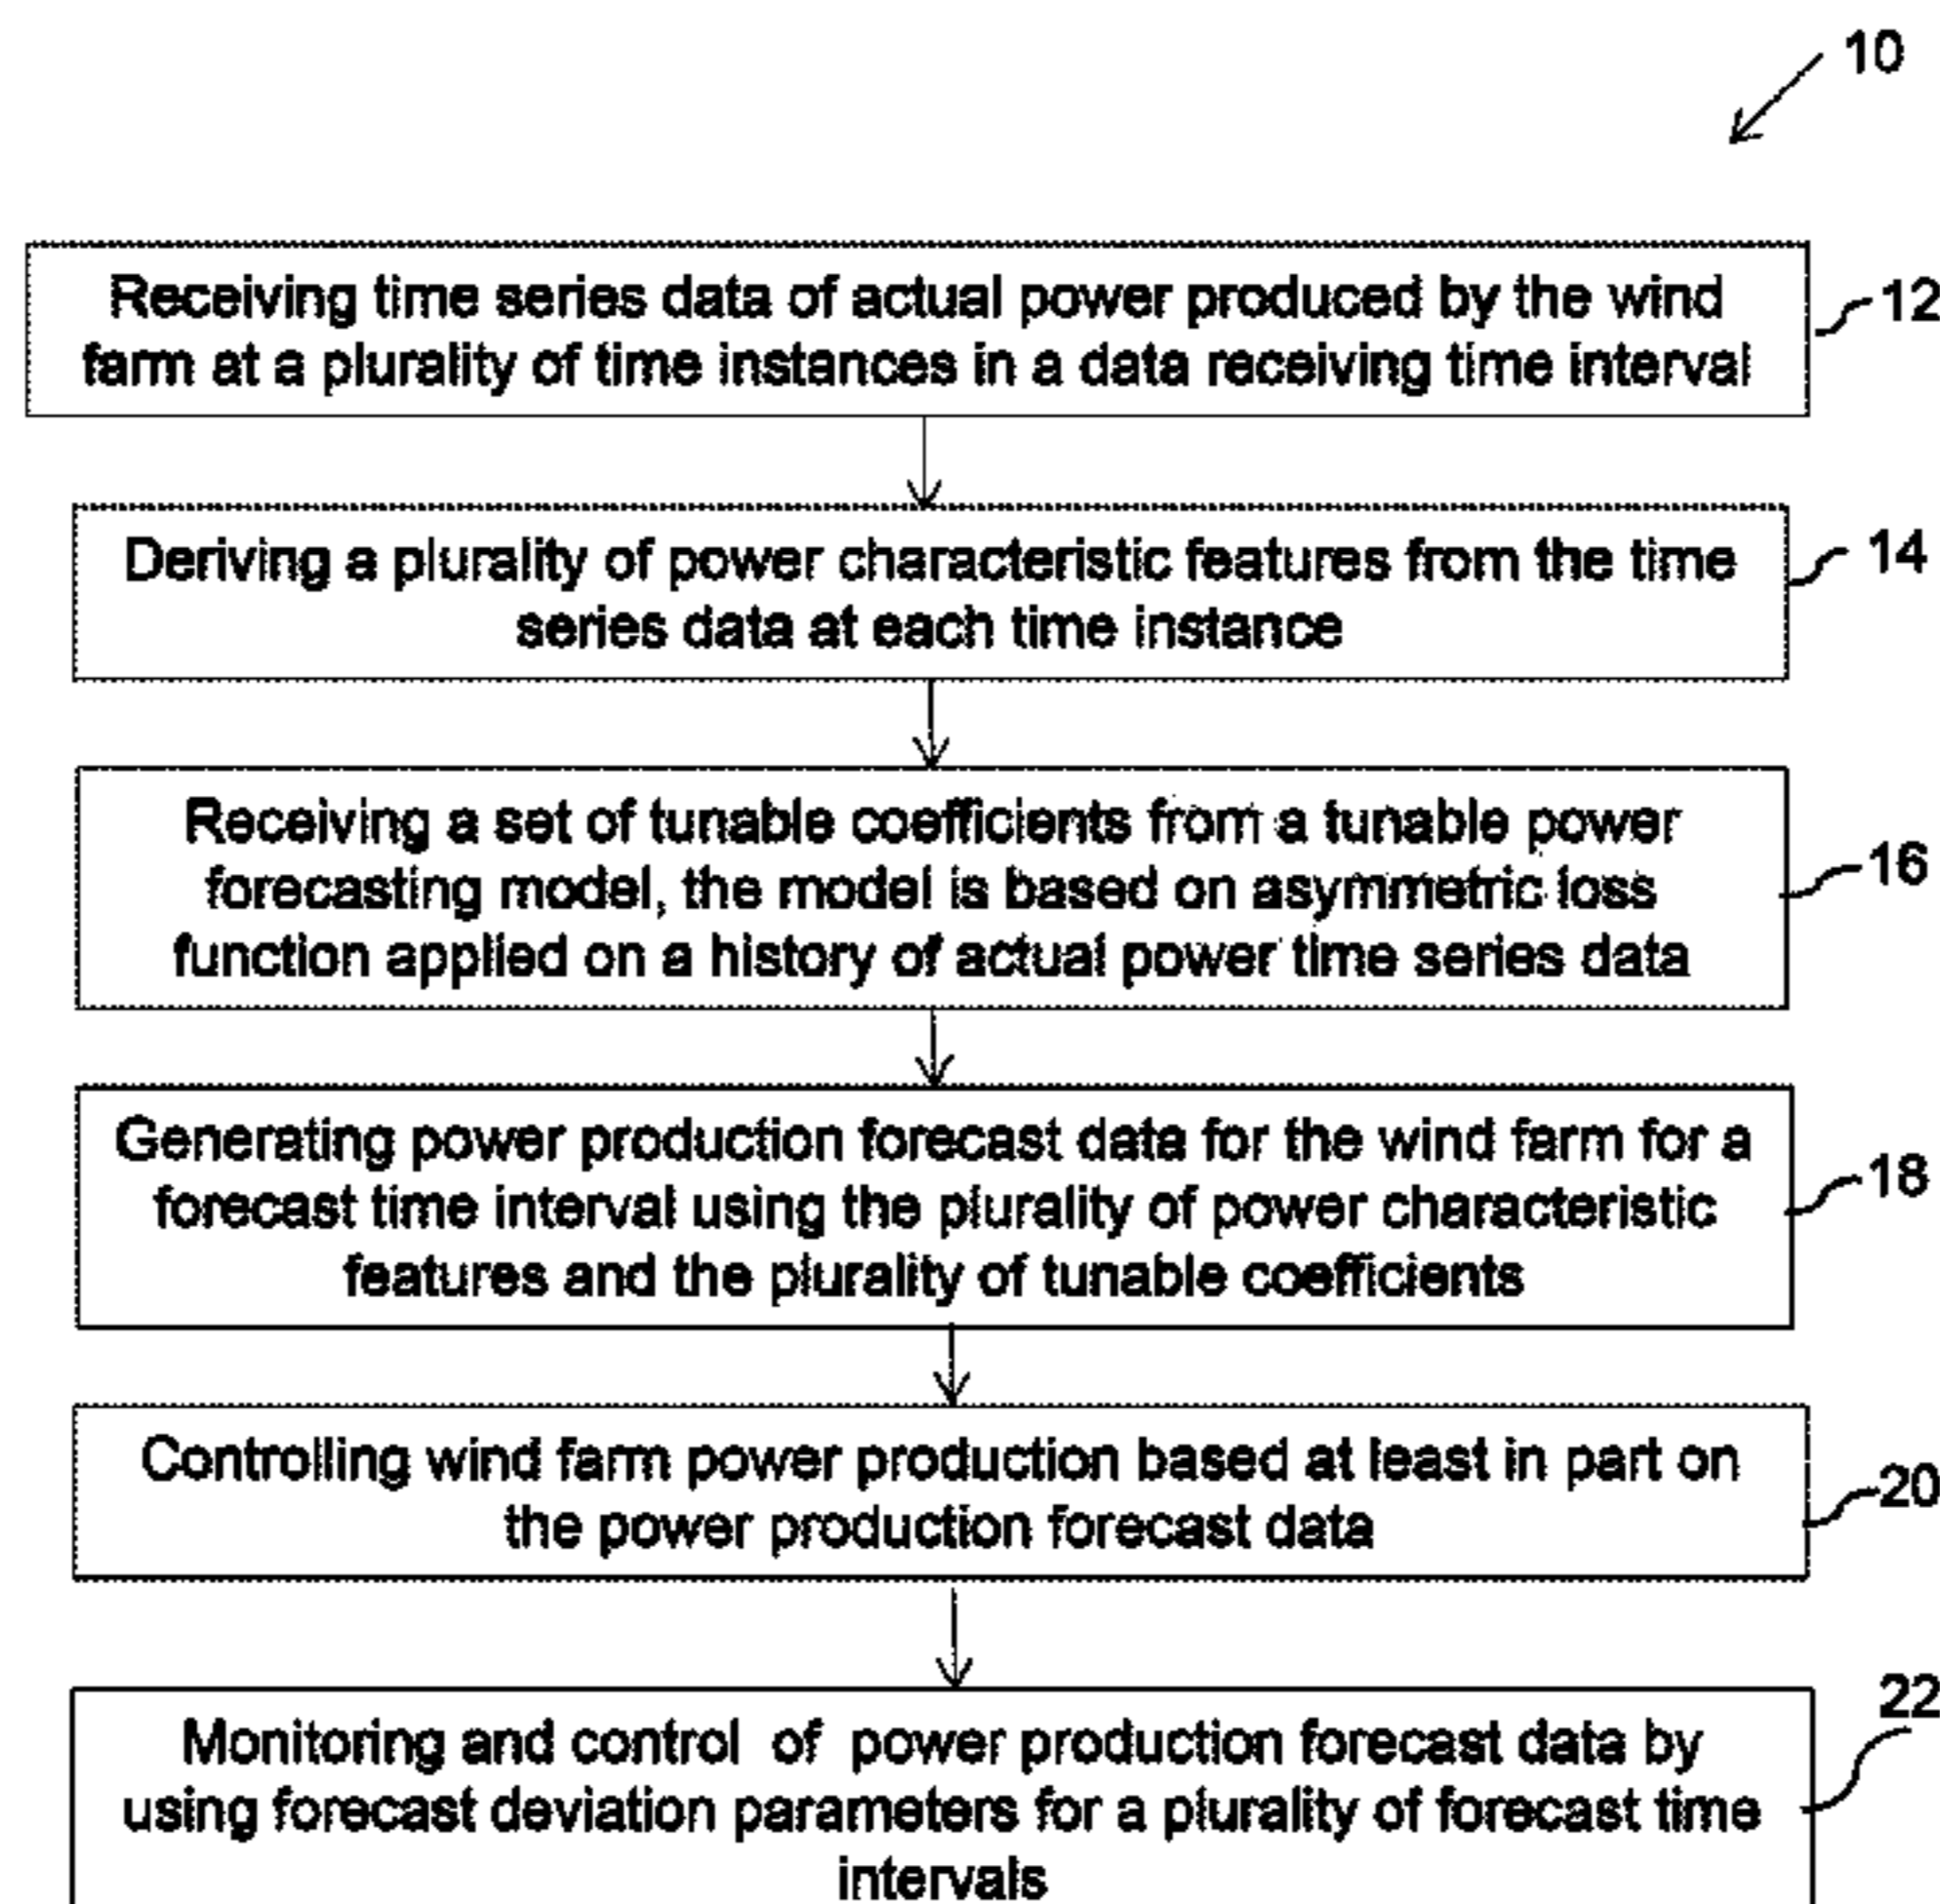 10
Receiving time series data of actual power produced by the wind
farm at a plurality of time instances in a data receiving time interval
12
Deriving a plurality of power characteristic features from the time
series data at each time instance
14
Receiving a set of tunable coefficients from a tunable power
forecasting model, the model is based on asymmetric loss
function applied on a history of actual power time series data
16
Generating power production forecast data for the wind farm for a
forecast time interval using the plurality of power characteristic
features and the plurality of tunable coefficients
18
Controlling wind farm power production based at least in part on
the power production forecast data
20
Monitoring and control of power production forecast data by
using forecast deviation parameters for a plurality of forecast time
intervals
22